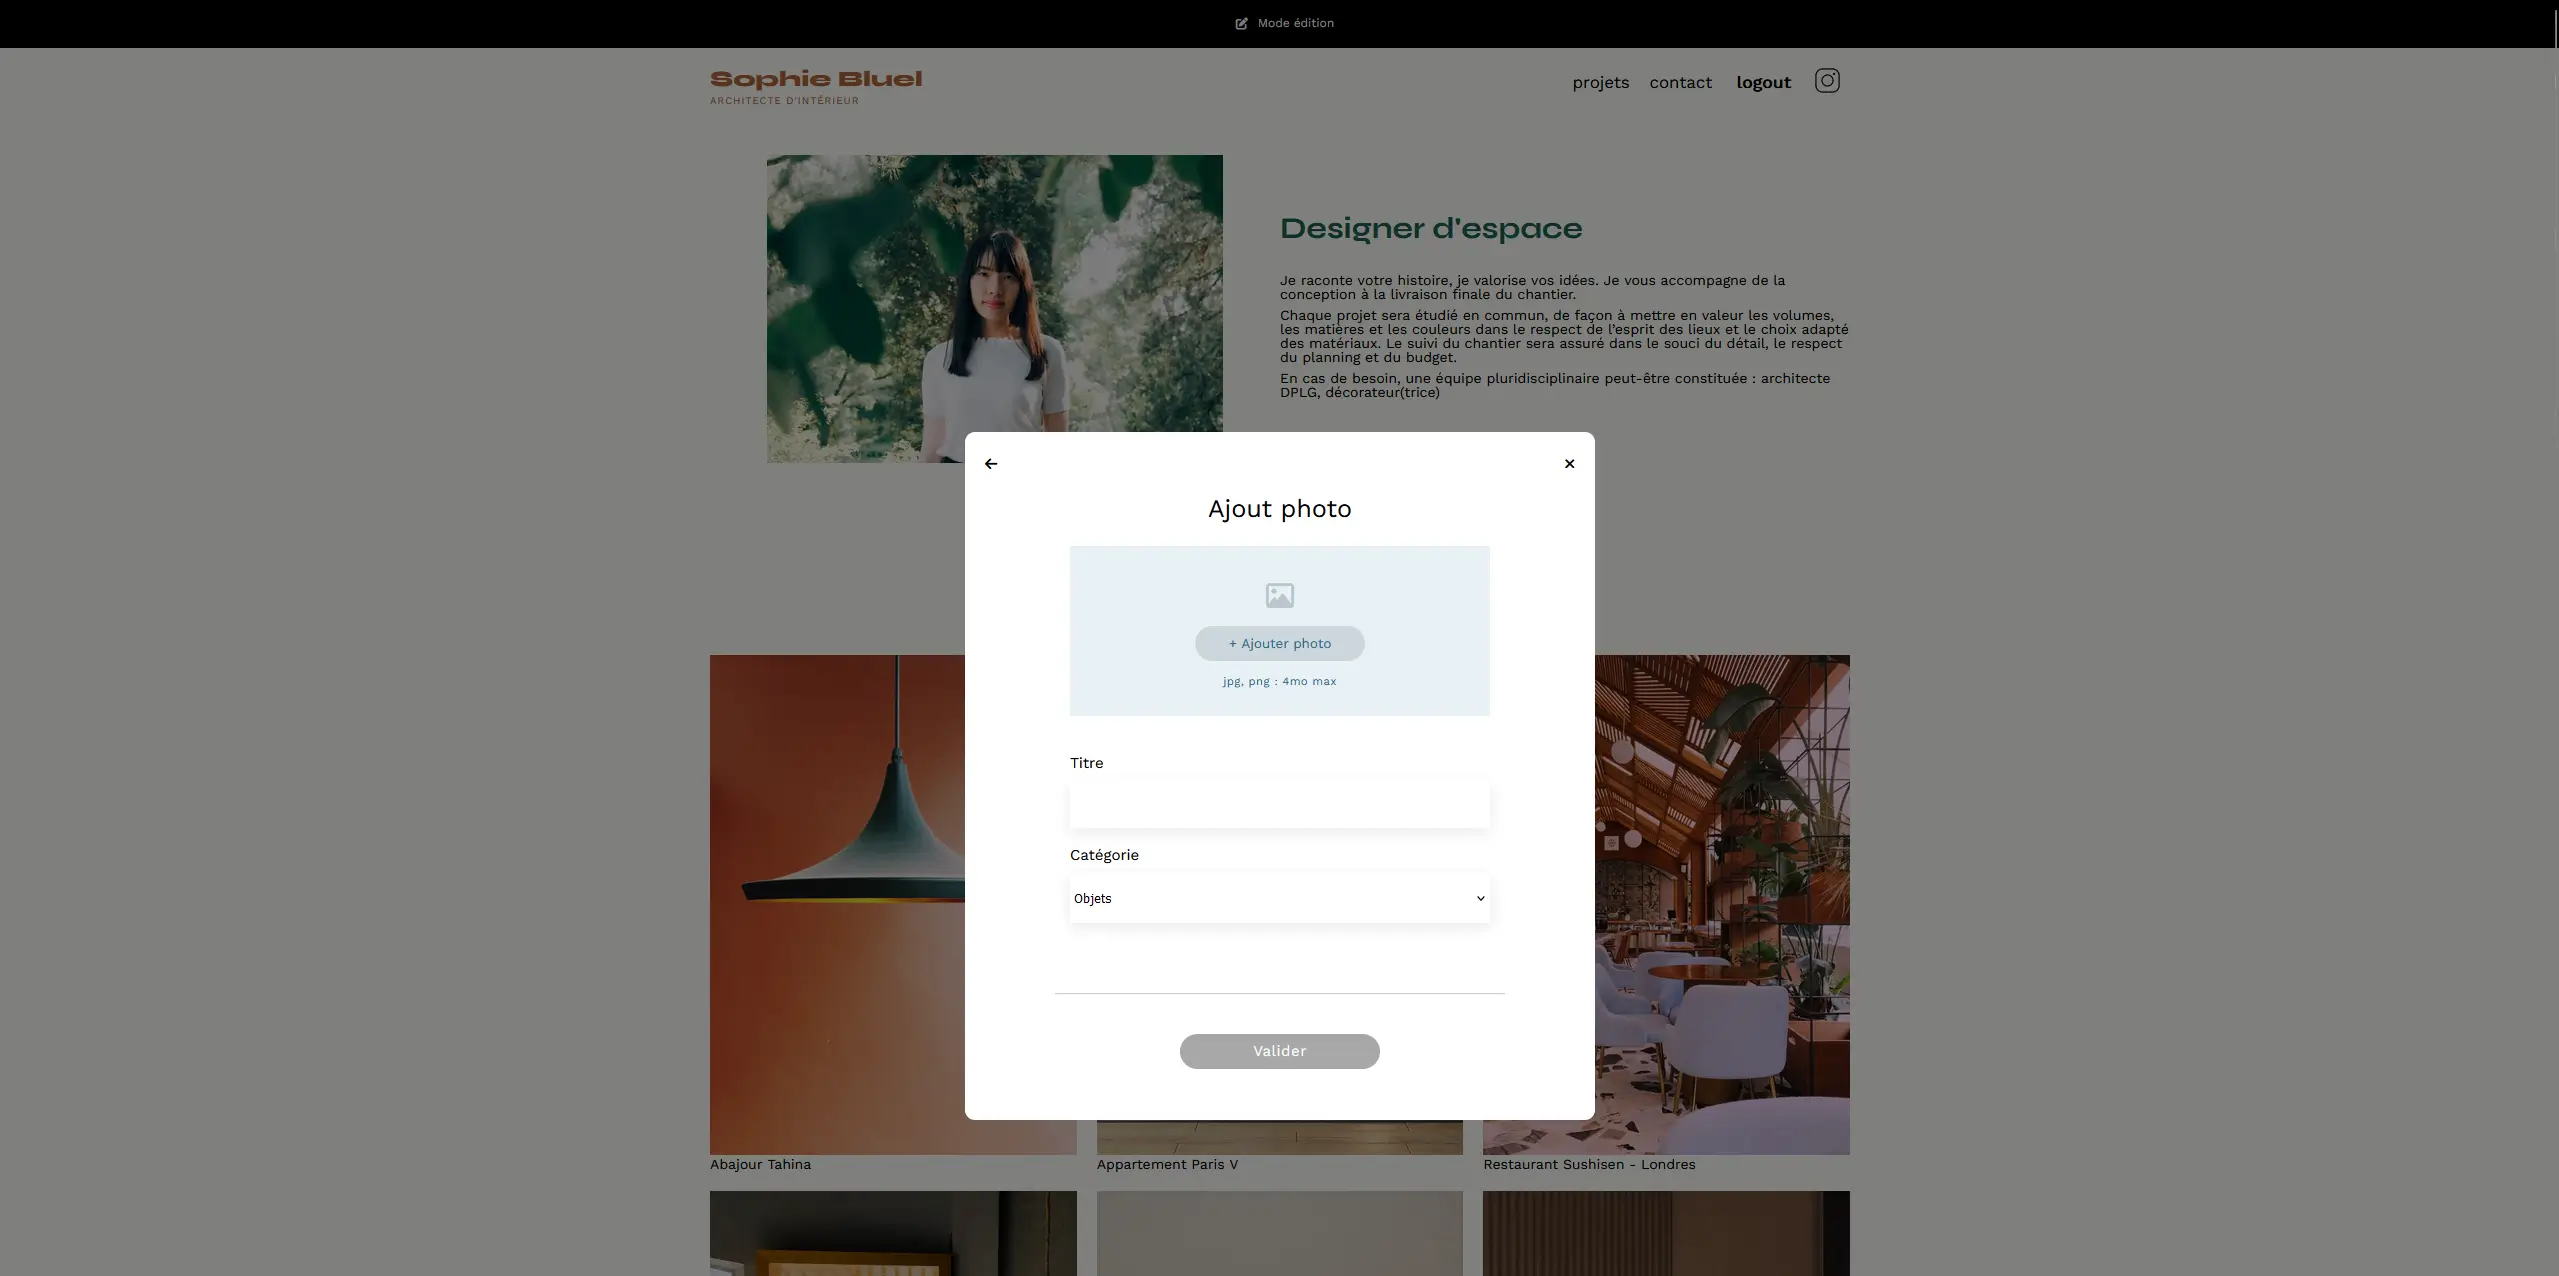 Mode édition
Sophie Bluel
ARCHITECTE D'INTÉRIEUR
projets
contact
logout
Designer d'espace
Je raconte votre histoire, je valorise vos idées. Je vous accompagne de la
conception à la livraison finale du chantier.
Chaque projet sera étudié en commun, de façon à mettre en valeur les volumes,
les matières et les couleurs dans le respect de l’esprit des lieux et le choix adapté
des matériaux. Le suivi du chantier sera assuré dans le souci du détail, le respect
du planning et du budget.
En cas de besoin, une équipe pluridisciplinaire peut-être constituée : architecte
DPLG, décorateur(trice)
Ajout photo
+ Ajouter photo
jpg, png : 4mo max
Titre
Catégorie
Objets
Valider
Abajour Tahina
Appartement Paris V
Restaurant Sushisen - Londres